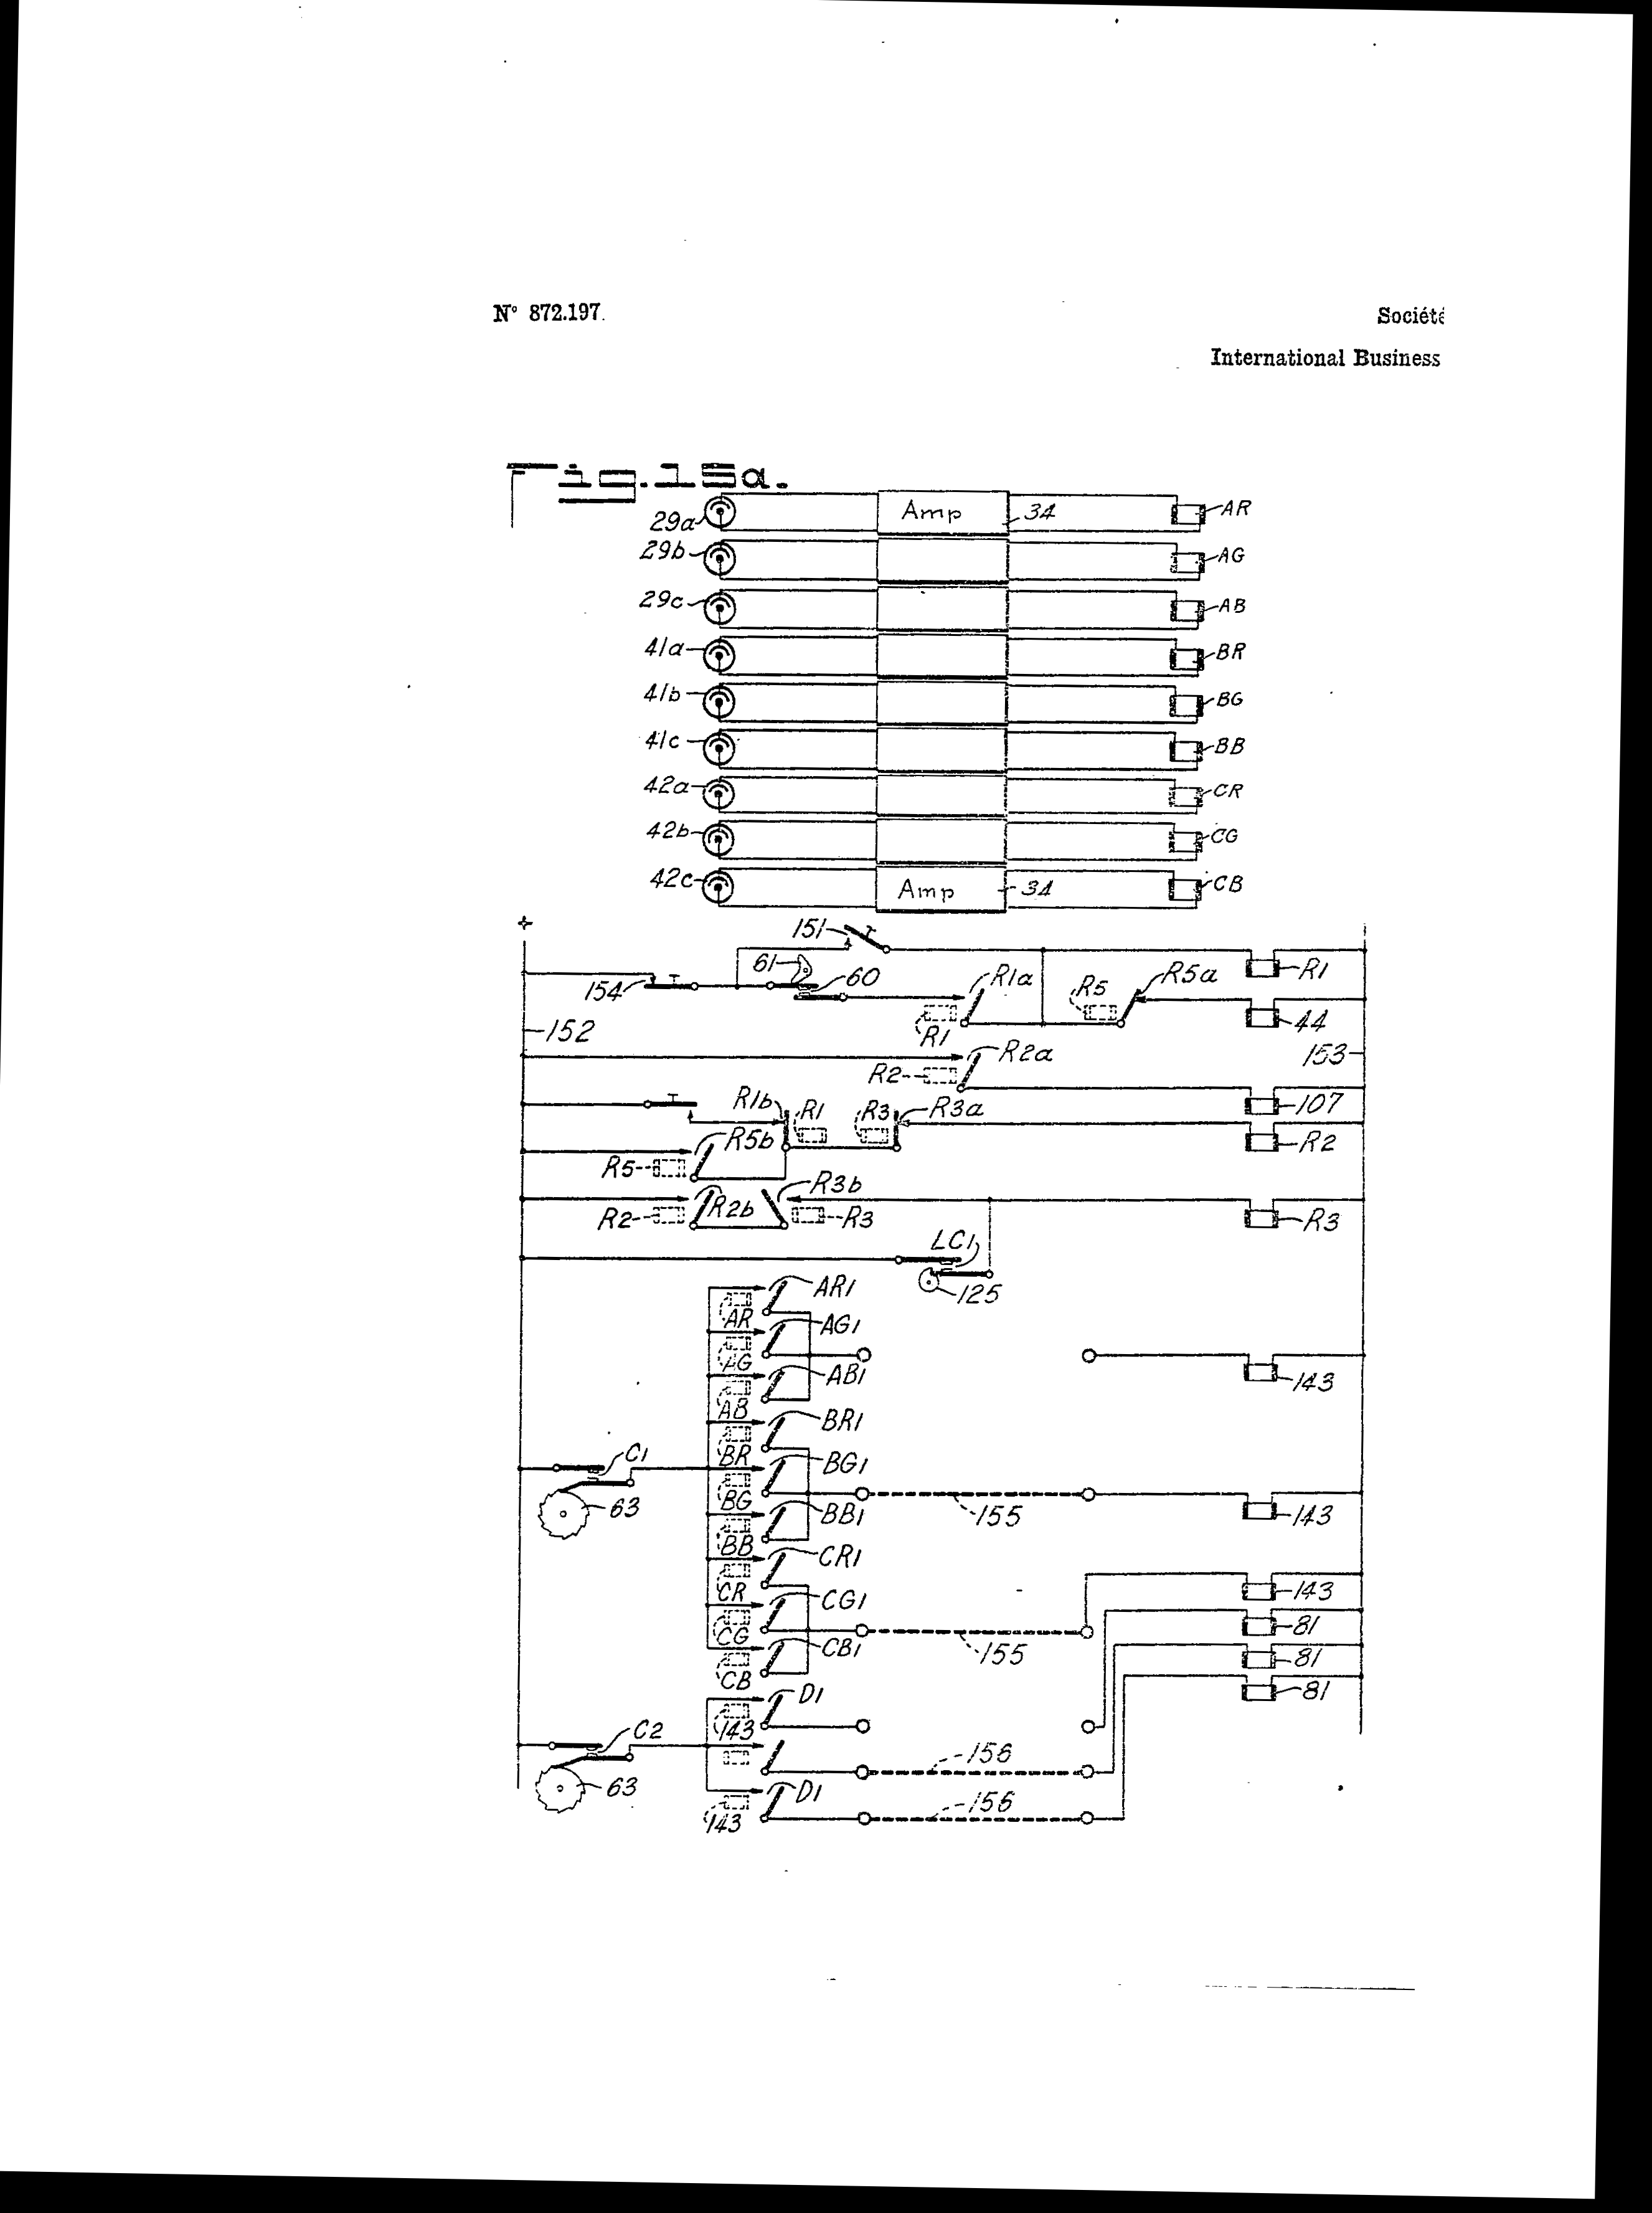 N° 872.197.
Société
International Business
Fig.15a.
29a Amp 34 AR
29b AG
29c AB
41a BR
41b BG
41c BB
42a CR
42b CG
42c Amp 34 CB
+
151
154 61 60 R1a R5 R5a R1
R1 44
152 153
R2 R2a
107
R1b R1 R3 R3a
R5 R5b R2
R2 R2b R3b R3 R3
LC1
125
AR AR1
AG AG1
143
AB AB1
BR BR1
C1
63
BG BG1
155 143
BB BB1
CR CR1
143
CG CG1
155 81
CB CB1
81
81
143 D1
C2
63
156
143 D1
156